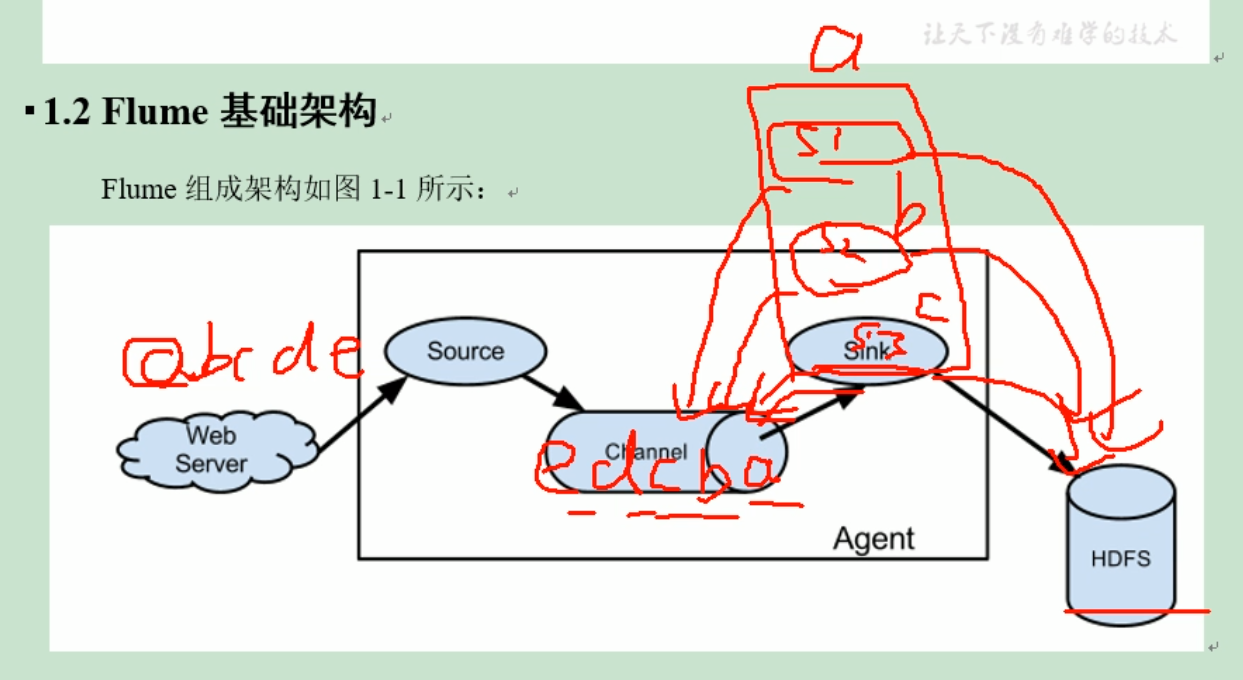 让天下没有难学的技术
a
▪1.2 Flume 基础架构
S1
Flume 组成架构如图 1-1 所示：
b
S2
c
abcde
Source
Sink
S3
Web
Server
Channel
edcba
Agent
HDFS